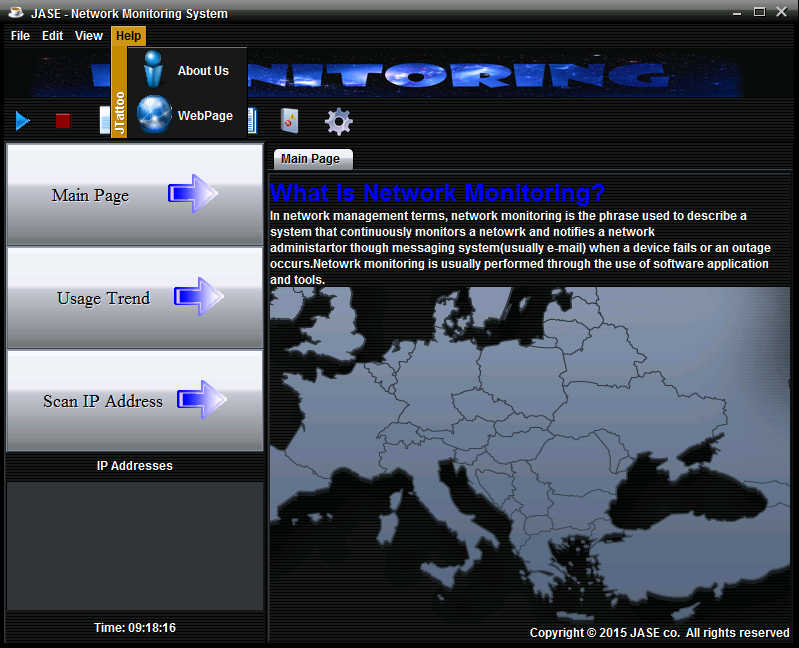 JASE - Network Monitoring System
File Edit View Help
About Us
WebPage
JTattoo
NITORING
Main Page
Usage Trend
Scan IP Address
IP Addresses
Time: 09:18:16
Main Page
What Is Network Monitoring?
In network management terms, network monitoring is the phrase used to describe a
system that continuously monitors a netowrk and notifies a network
administartor though messaging system(usually e-mail) when a device fails or an outage
occurs.Netowrk monitoring is usually performed through the use of software application
and tools.
Copyright © 2015 JASE co. All rights reserved